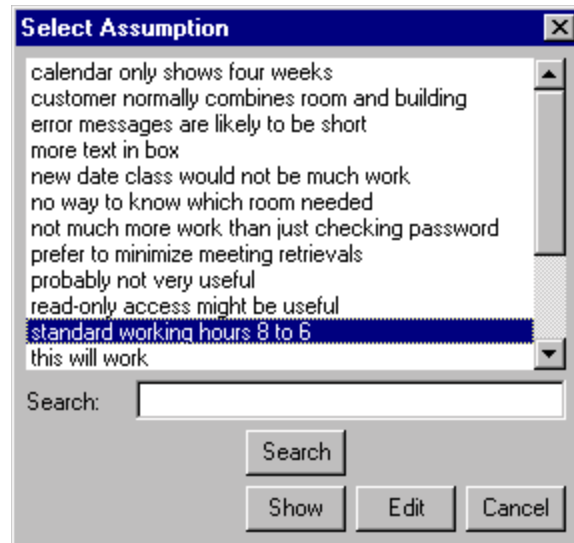 Select Assumption
calendar only shows four weeks
customer normally combines room and building
error messages are likely to be short
more text in box
new date class would not be much work
no way to know which room needed
not much more work than just checking password
prefer to minimize meeting retrievals
probably not very useful
read-only access might be useful
standard working hours 8 to 6
this will work
Search:
Search
Show Edit Cancel